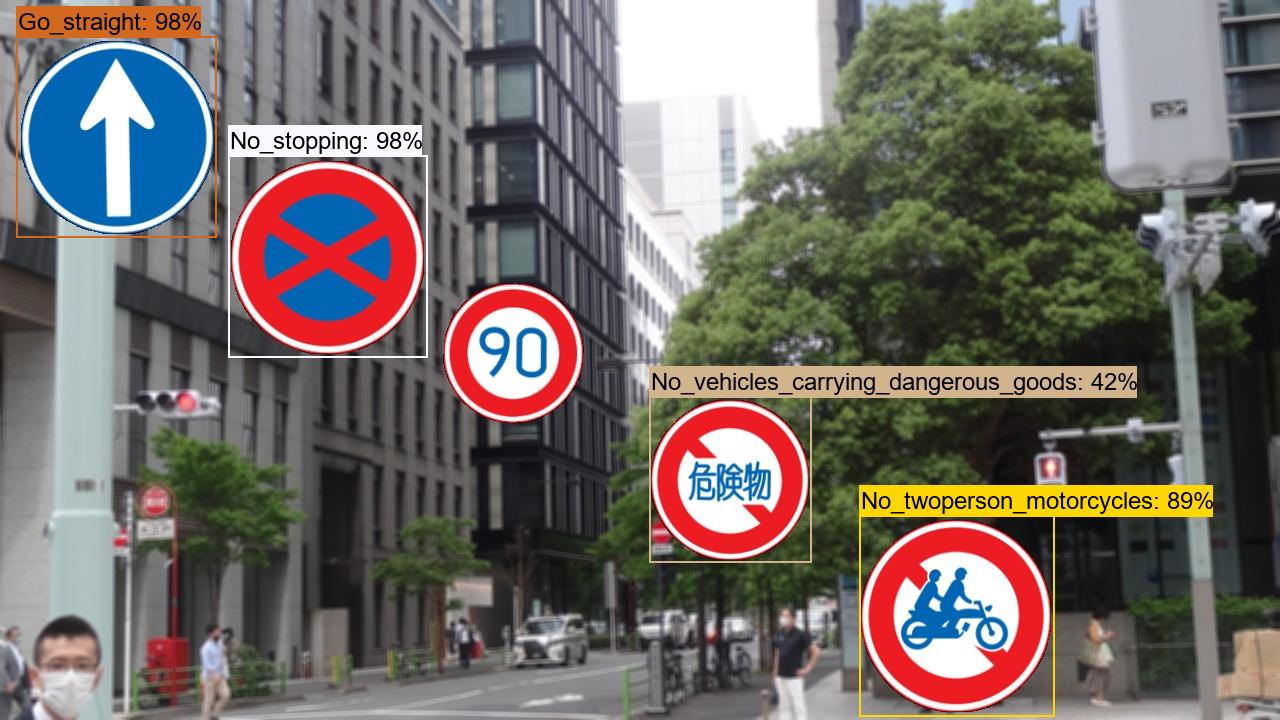 Go_straight: 98%
No_stopping: 98%
90
No_vehicles_carrying_dangerous_goods: 42%
危険物
No_twoperson_motorcycles: 89%